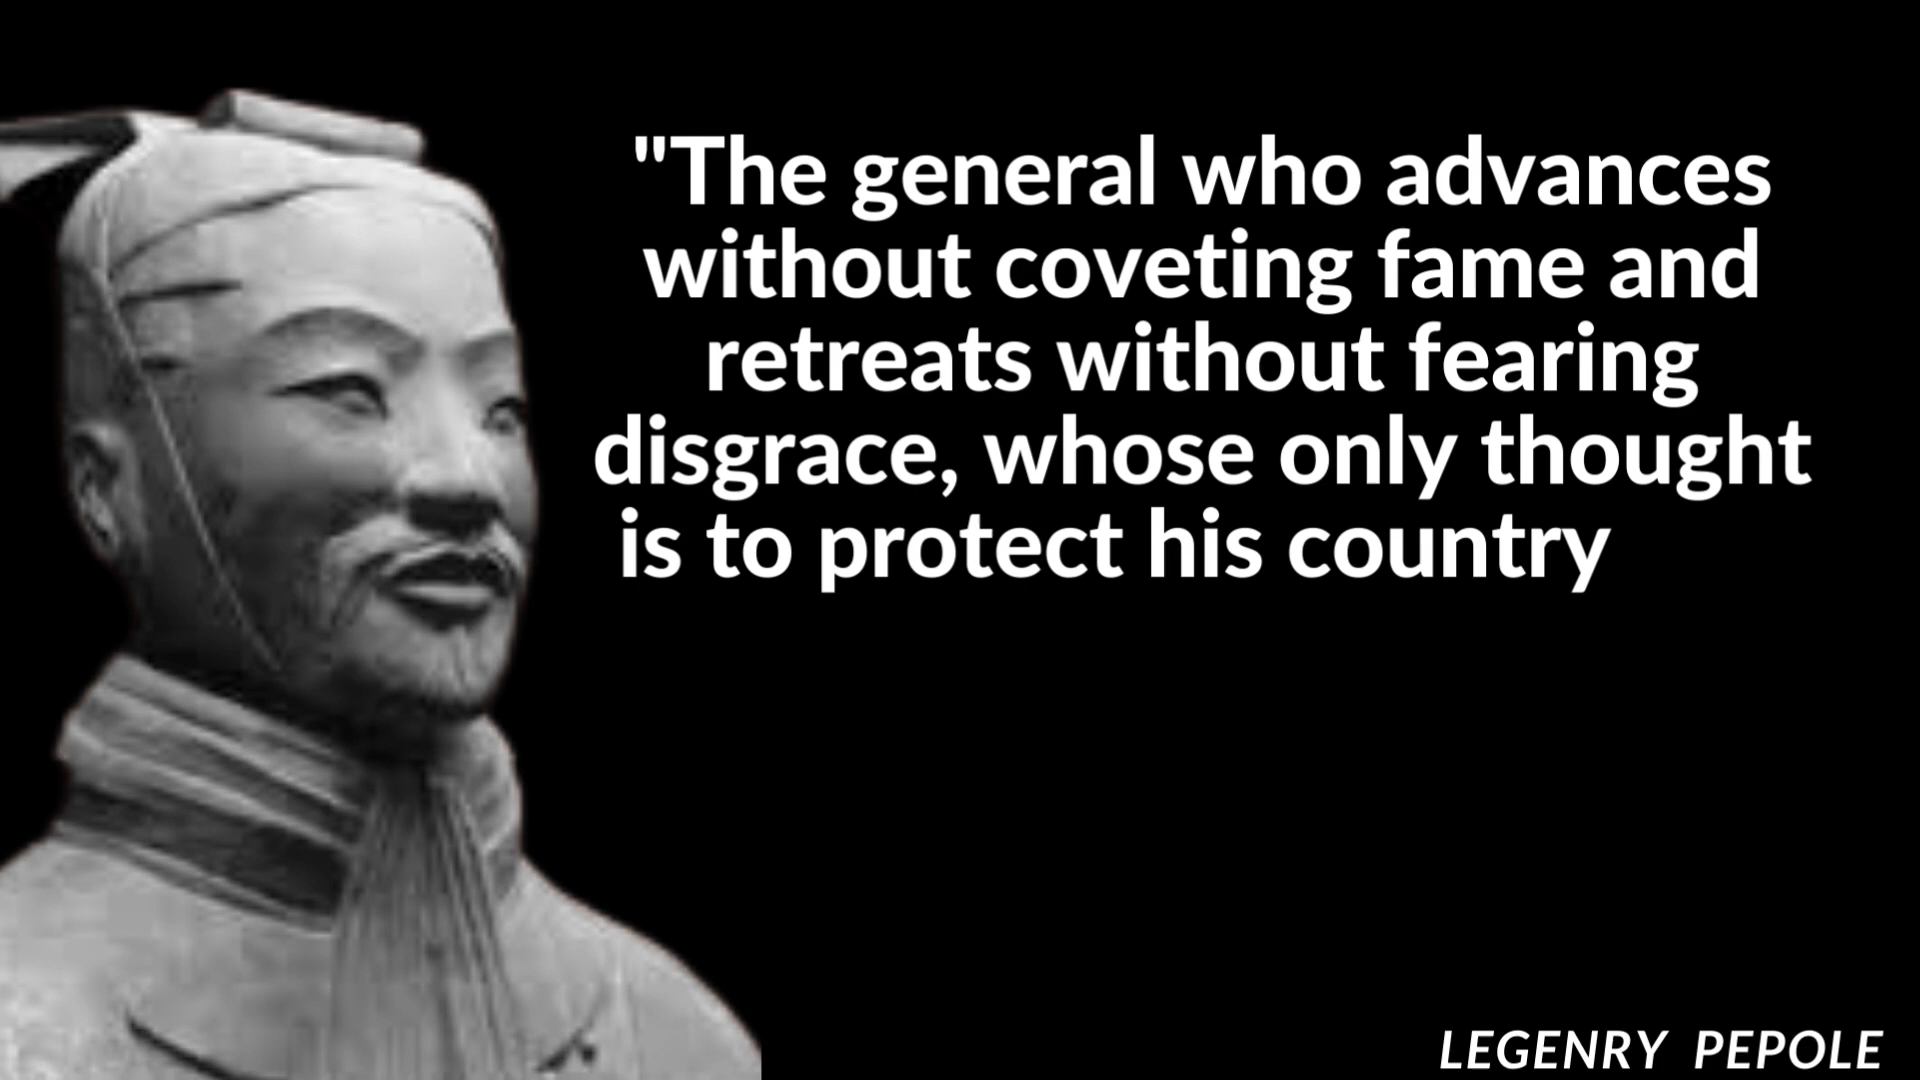 "The general who advances
without coveting fame and
retreats without fearing
disgrace, whose only thought
is to protect his country
LEGENRY PEPOLE